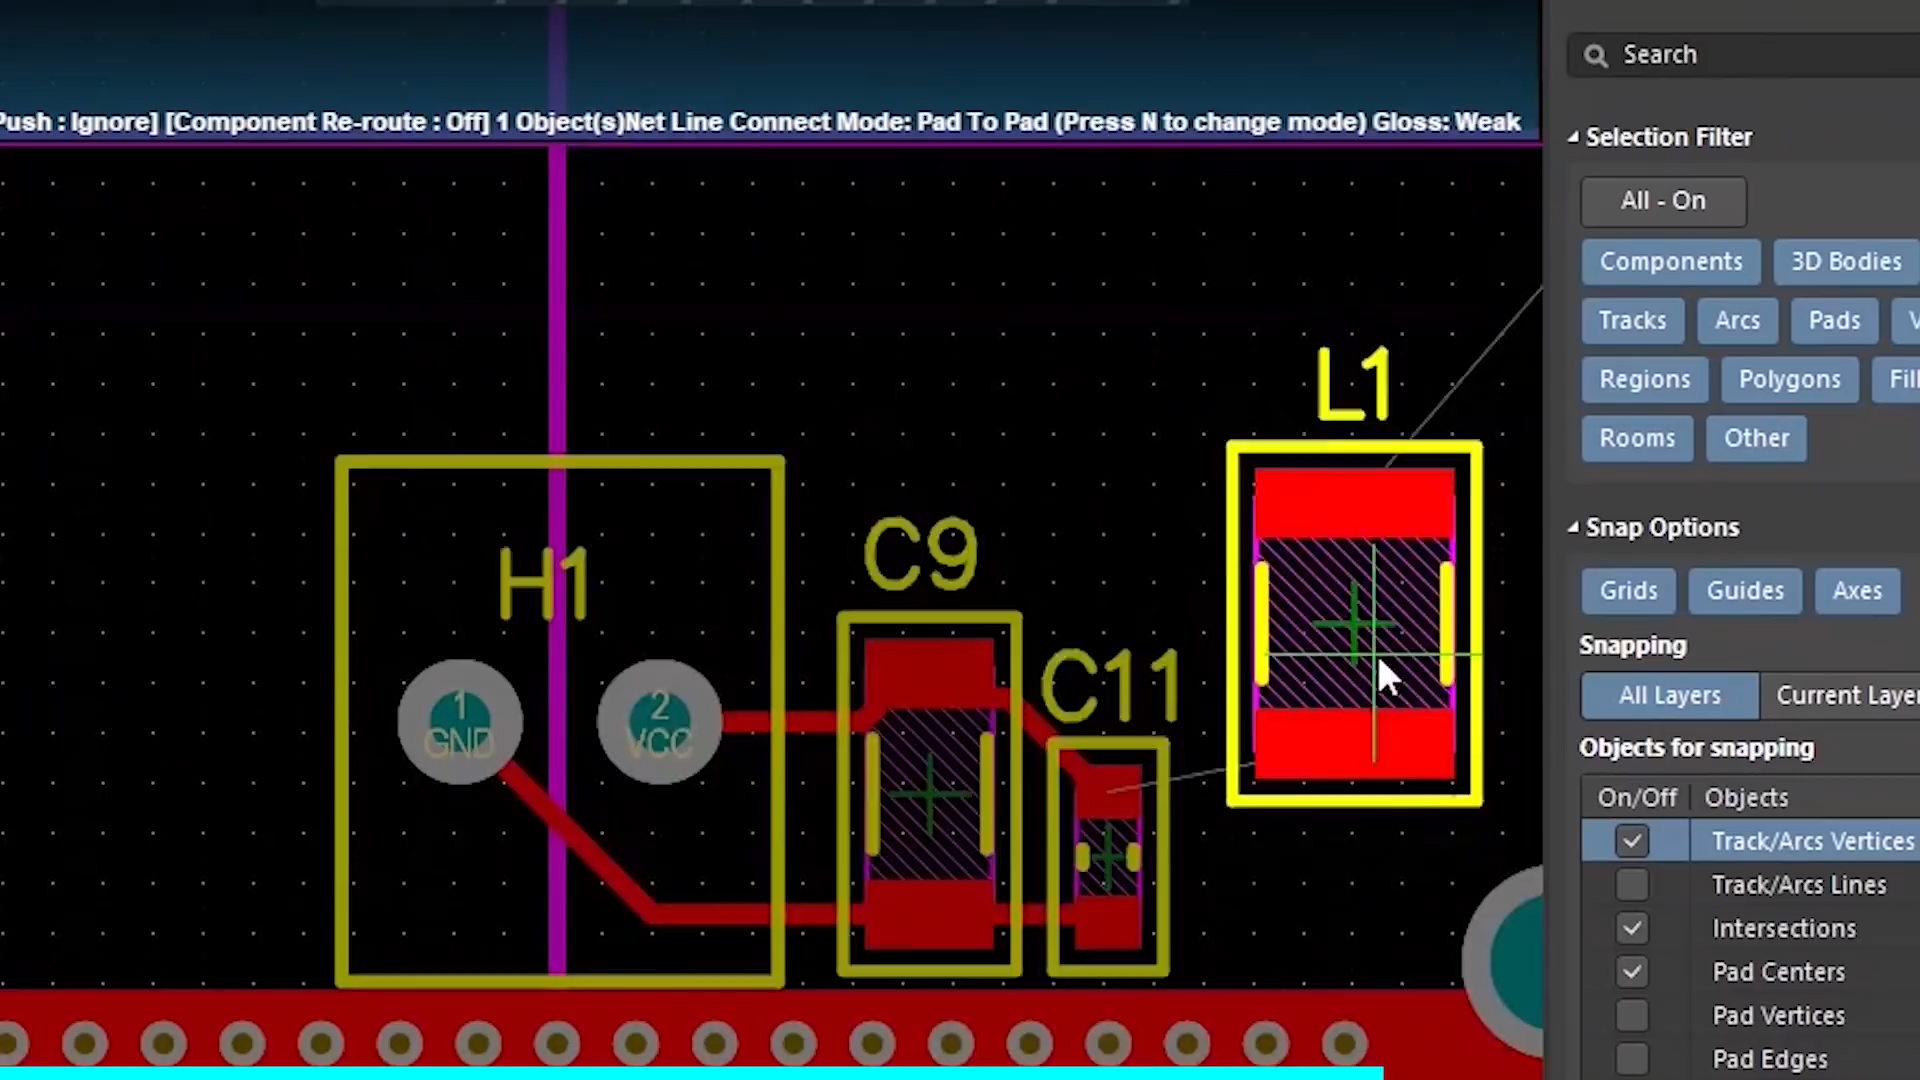 Push : Ignore] [Component Re-route : Off] 1 Object(s)Net Line Connect Mode: Pad To Pad (Press N to change mode) Gloss: Weak
L1
C9
H1
C11
1
GND
2
VCC
Search
Selection Filter
All - On
Components 3D Bodies
Tracks Arcs Pads
Regions Polygons
Rooms Other
Snap Options
Grids Guides Axes
Snapping
All Layers Current Layer
Objects for snapping
On/Off Objects
Track/Arcs Vertices
Track/Arcs Lines
Intersections
Pad Centers
Pad Vertices
Pad Edges